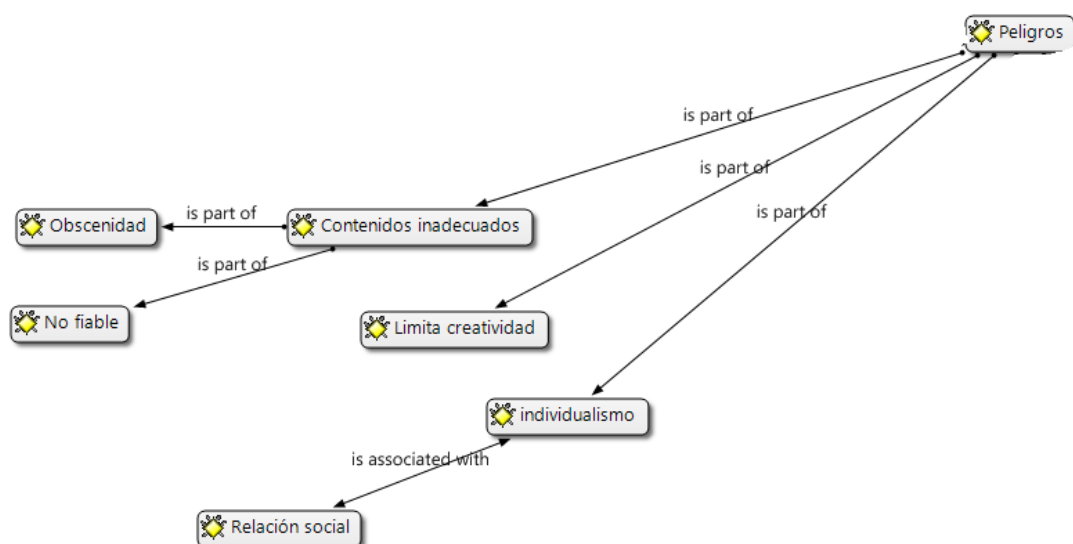 Peligros
is part of
is part of
is part of
Obscenidad
is part of
Contenidos inadecuados
is part of
No fiable
Limita creatividad
individualismo
is associated with
Relación social